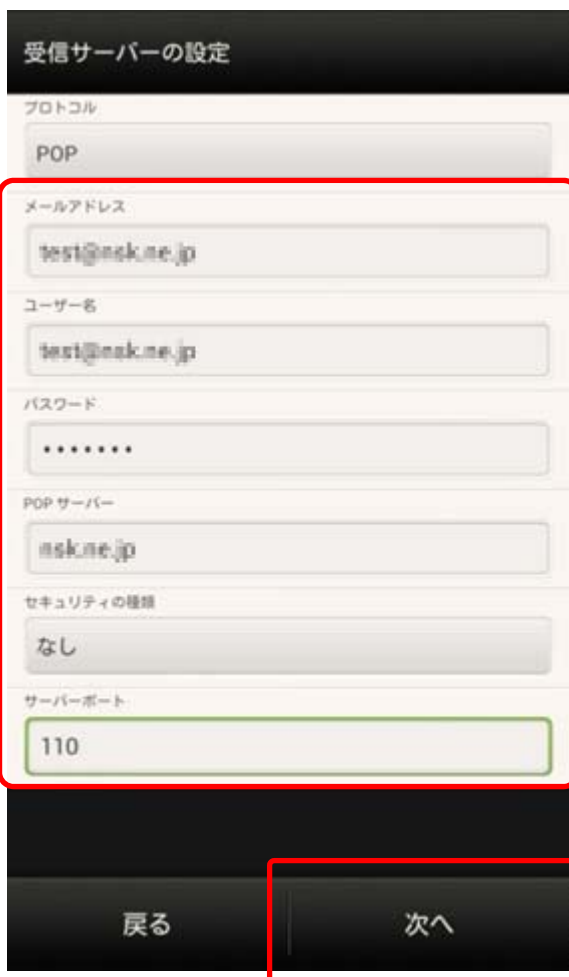 受信サーバーの設定
プロトコル
POP
メールアドレス
test@nsk.ne.jp
ユーザー名
test@nsk.ne.jp
パスワード
•••••••
POP サーバー
nsk.ne.jp
セキュリティの種類
なし
サーバーポート
110
戻る
次へ